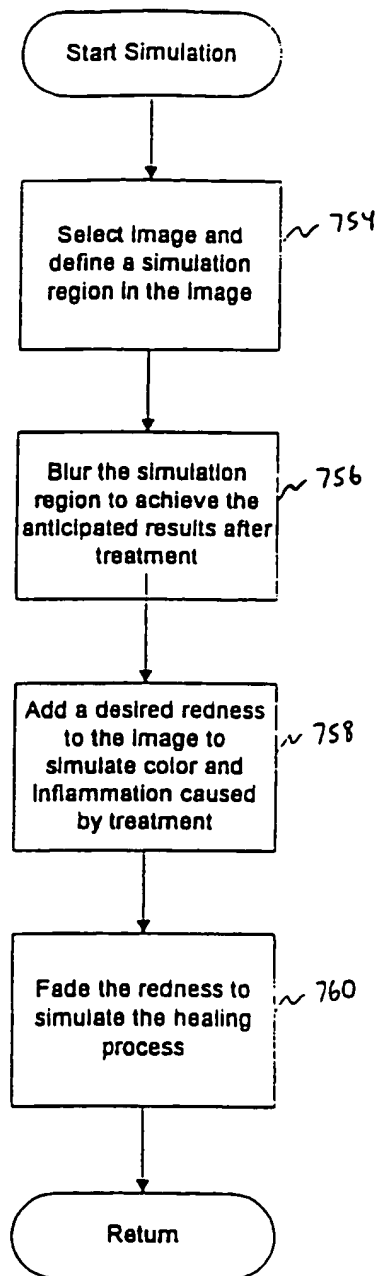 Start Simulation
Select image and
define a simulation
region in the image
754
Blur the simulation
region to achieve the
anticipated results after
treatment
756
Add a desired redness
to the image to
simulate color and
inflammation caused
by treatment
758
Fade the redness to
simulate the healing
process
760
Return